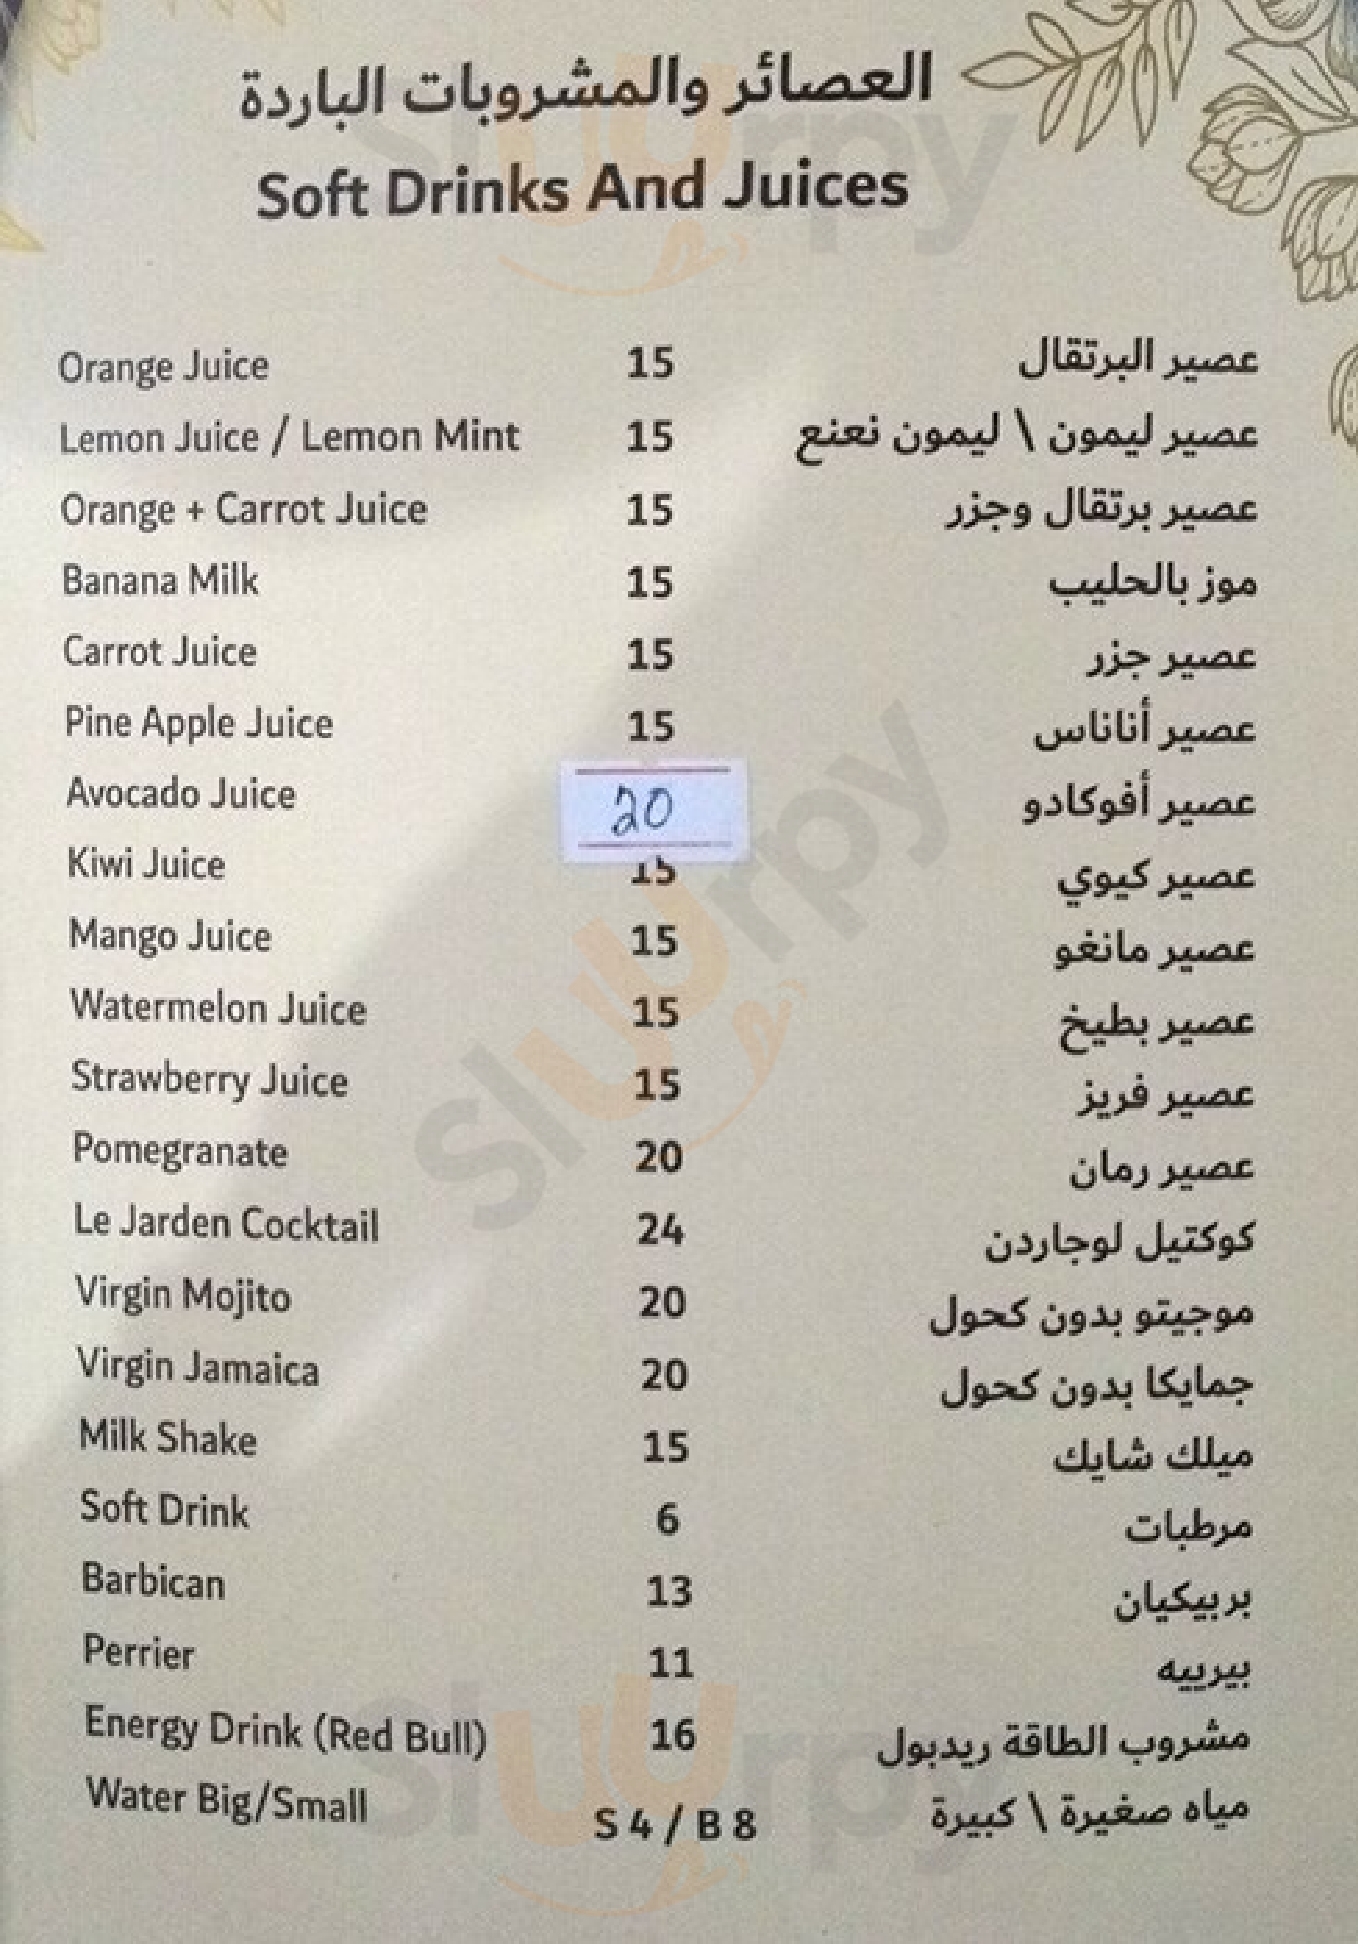 العصائر والمشروبات الباردة
Soft Drinks And Juices
Orange Juice 15 عصير البرتقال
Lemon Juice / Lemon Mint 15 عصير ليمون \ ليمون نعنع
Orange + Carrot Juice 15 عصير برتقال وجزر
Banana Milk 15 موز بالحليب
Carrot Juice 15 عصير جزر
Pine Apple Juice 15 عصير أناناس
Avocado Juice 20 عصير أفوكادو
Kiwi Juice 15 عصير كيوي
Mango Juice 15 عصير مانغو
Watermelon Juice 15 عصير بطيخ
Strawberry Juice 15 عصير فريز
Pomegranate 20 عصير رمان
Le Jarden Cocktail 24 كوكتيل لوجاردن
Virgin Mojito 20 موجيتو بدون كحول
Virgin Jamaica 20 جمايكا بدون كحول
Milk Shake 15 ميلك شايك
Soft Drink 6 مرطبات
Barbican 13 بربيكيان
Perrier 11 بيرييه
Energy Drink (Red Bull) 16 مشروب الطاقة ريدبول
Water Big/Small S 4 / B 8 مياه صغيرة \ كبيرة
Sluurpy
Sluurpy
Sluurpy